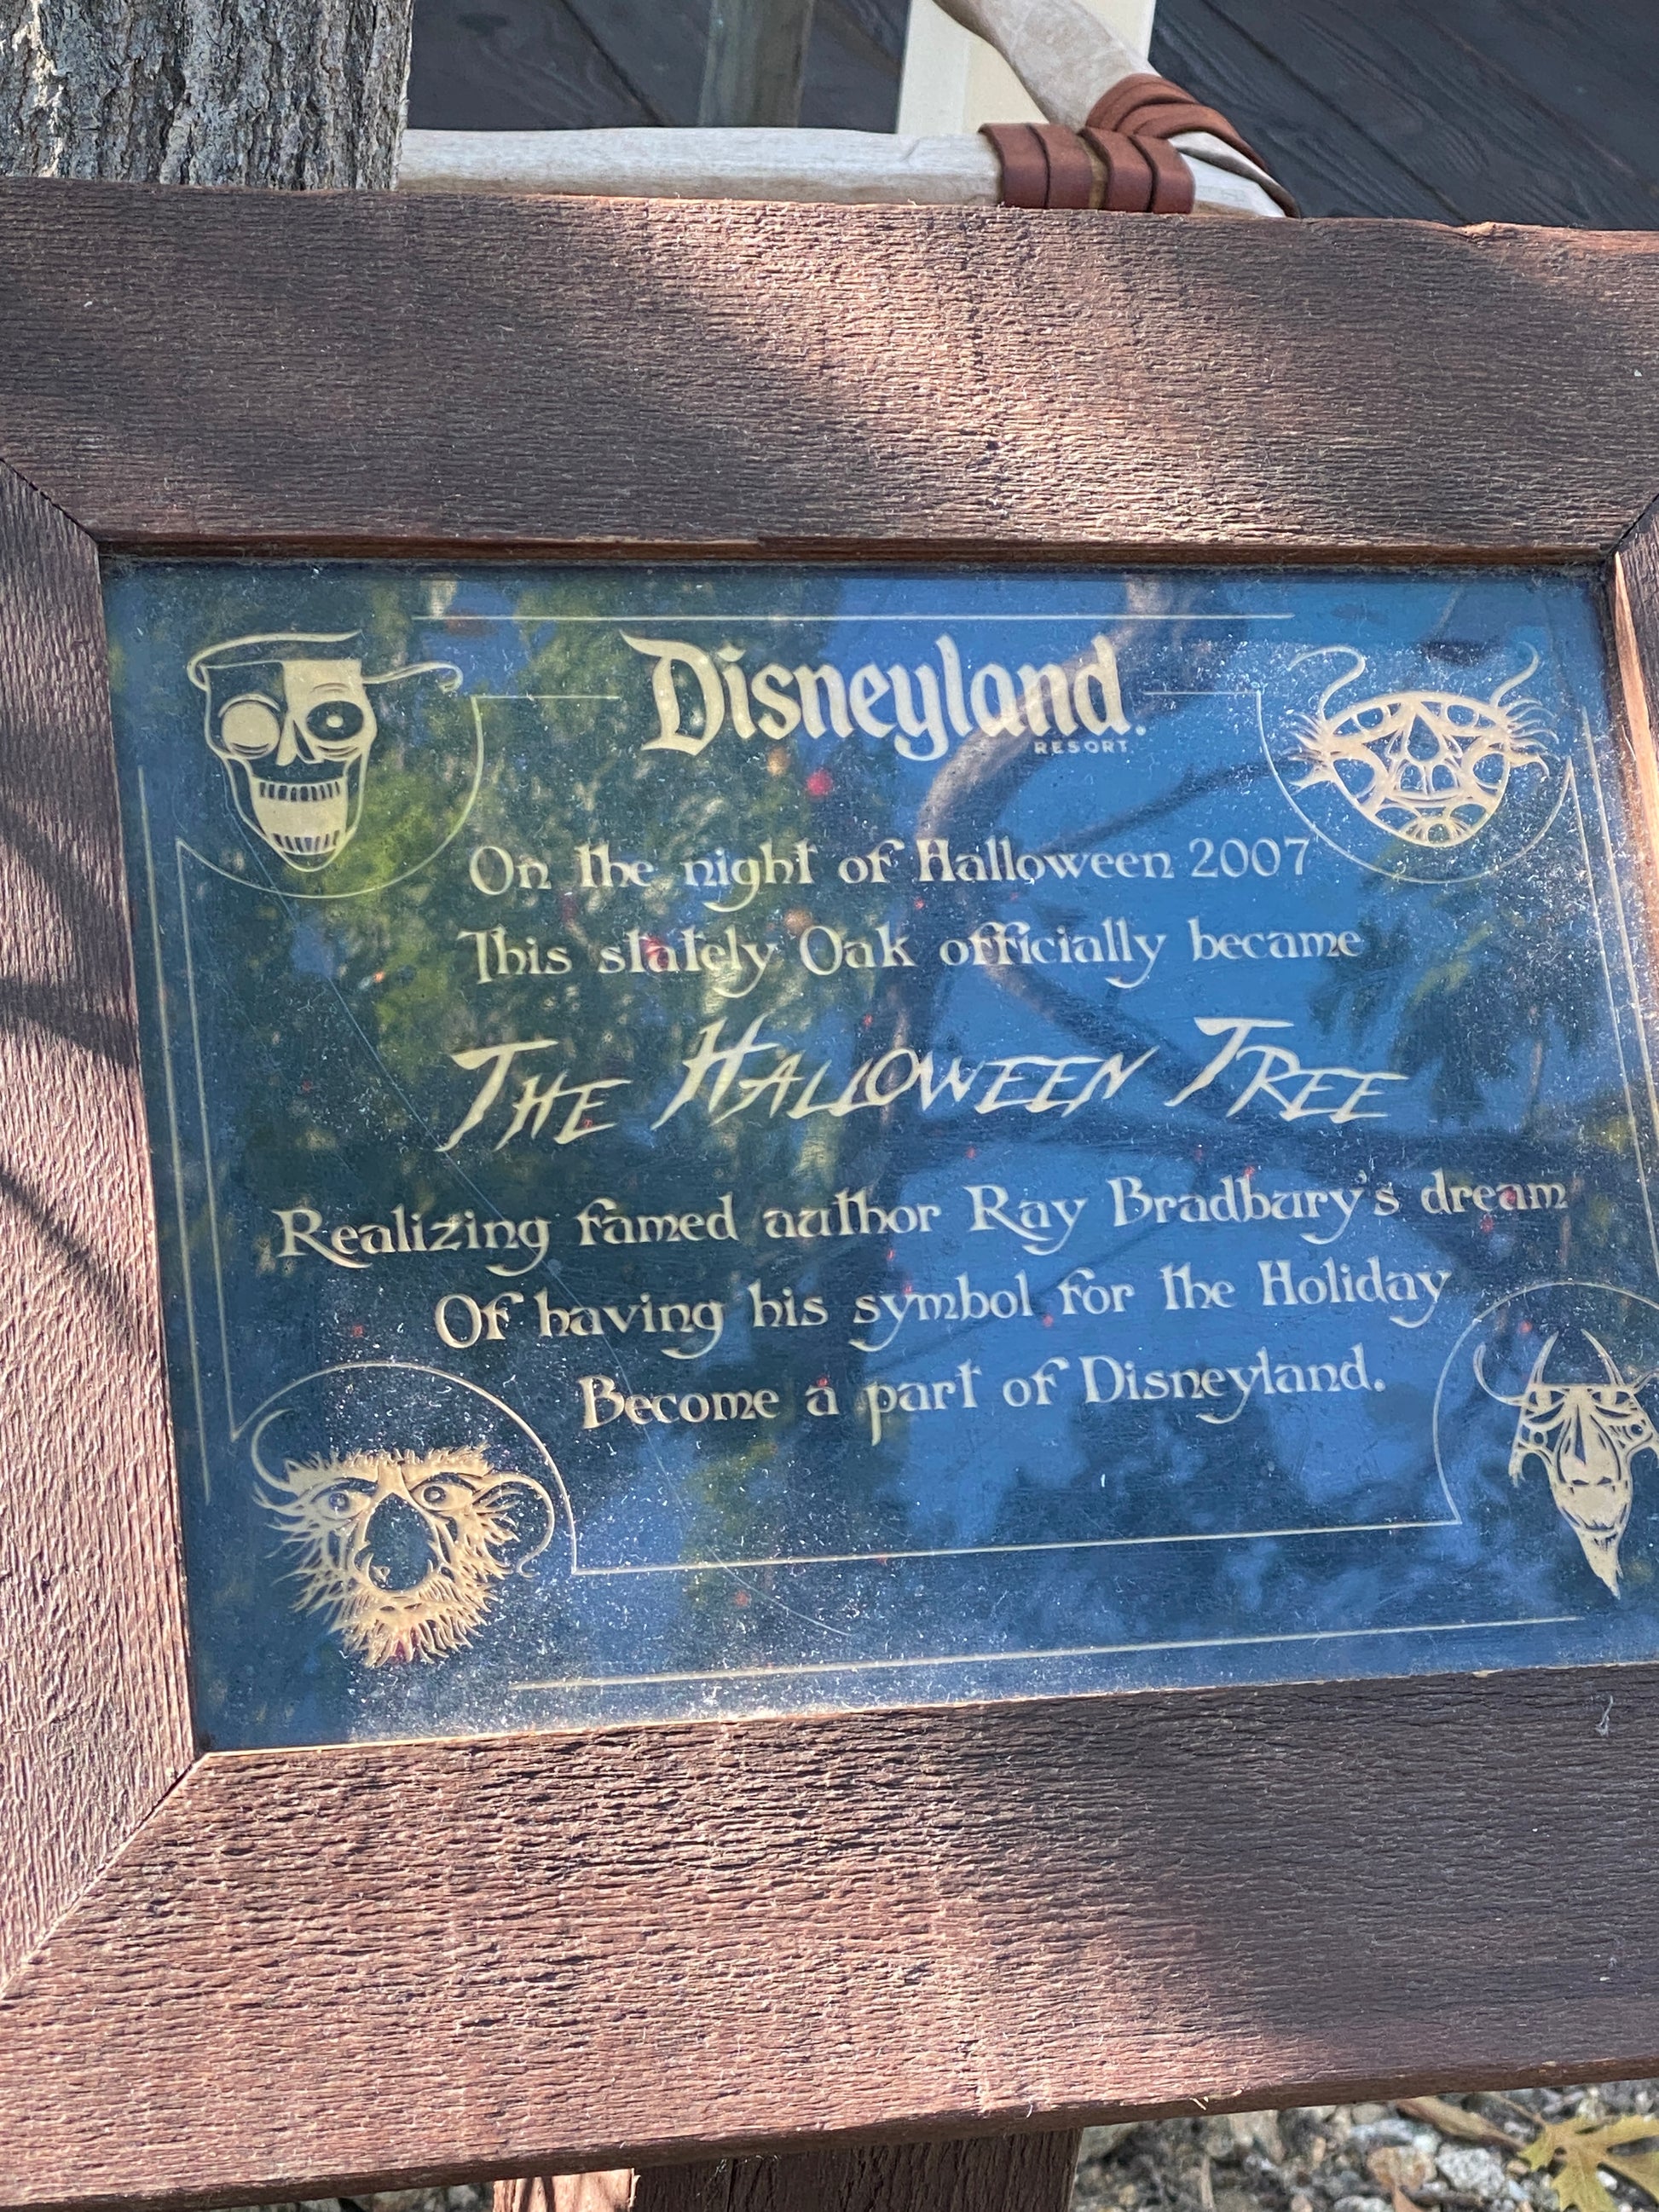 Disneyland.
RESORT.
On the night of Halloween 2007
This stately Oak officially became
THE HALLOWEEN TREE
Realizing famed author Ray Bradbury's dream
Of having his symbol for the Holiday
Become a part of Disneyland.